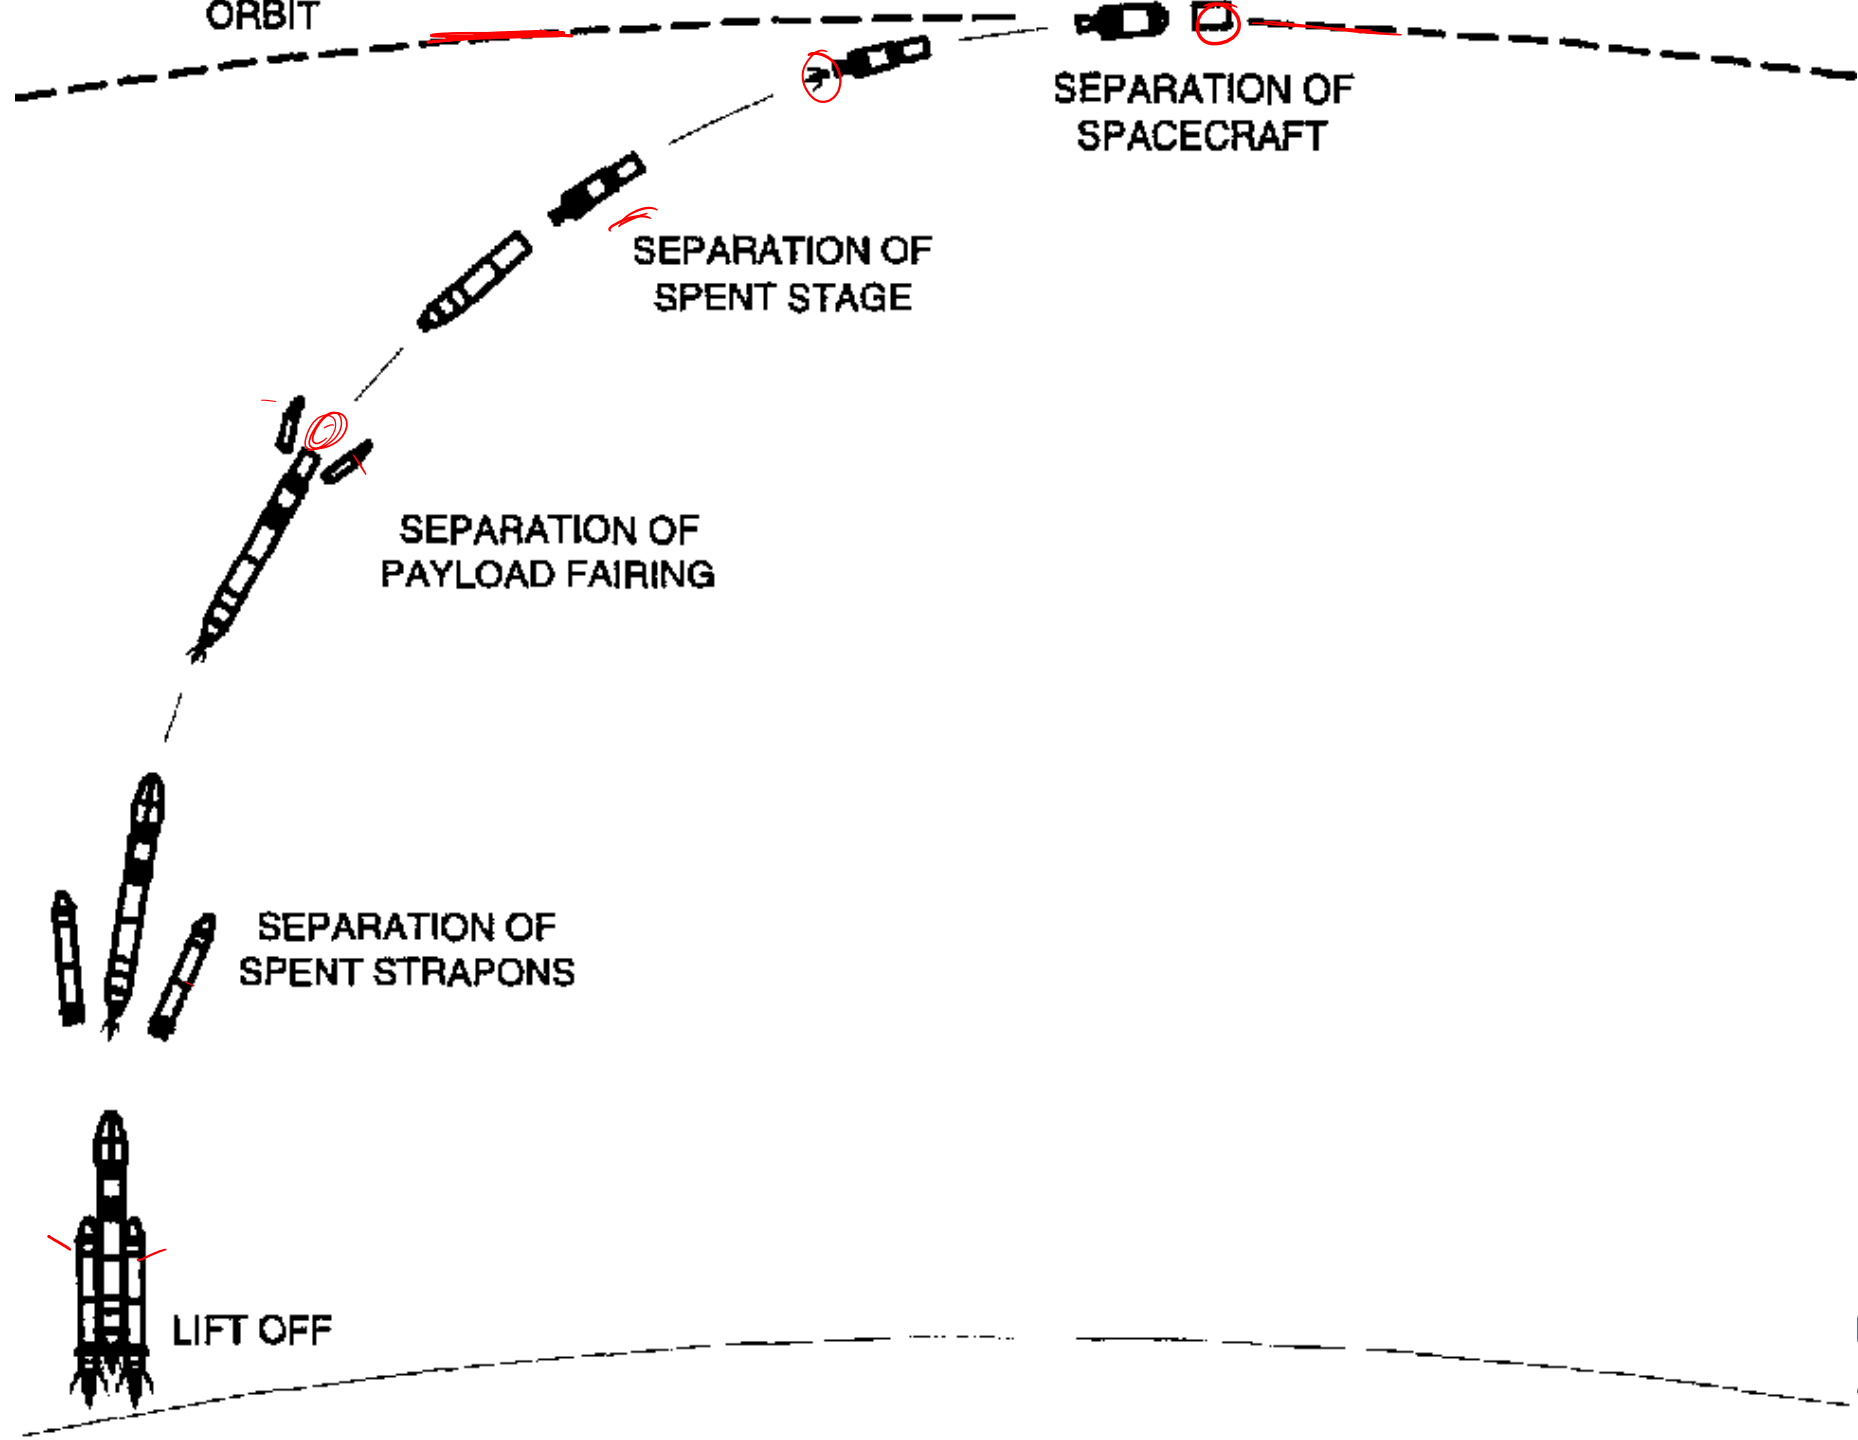 ORBIT
SEPARATION OF
SPACECRAFT
SEPARATION OF
SPENT STAGE
SEPARATION OF
PAYLOAD FAIRING
SEPARATION OF
SPENT STRAPONS
LIFT OFF